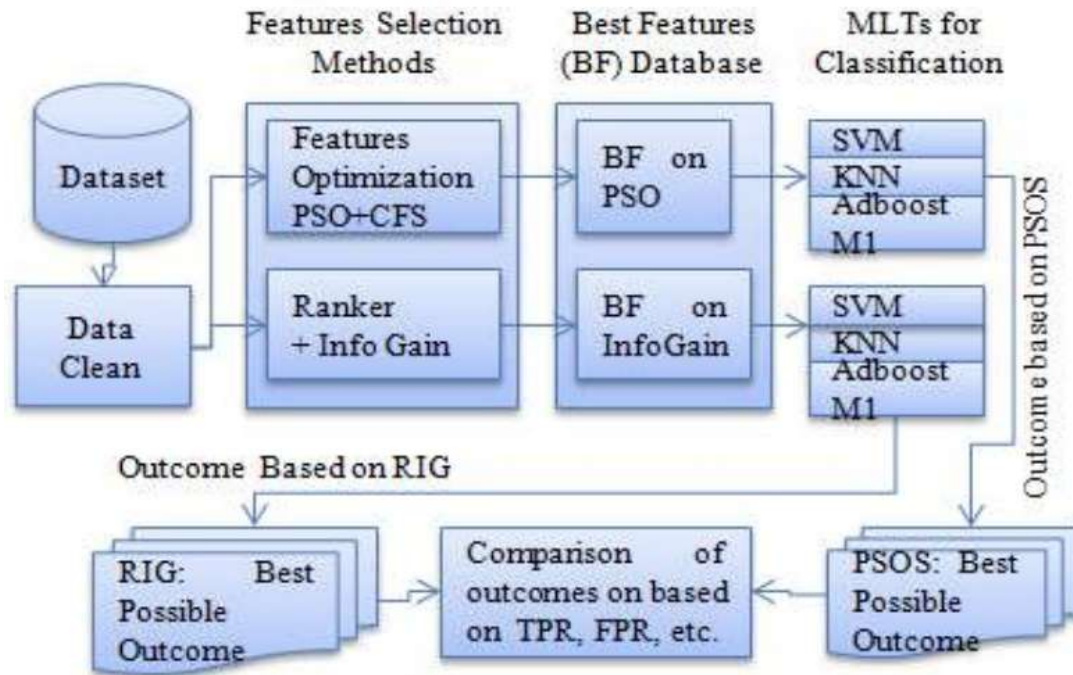 Features Selection
Methods
Best Features
(BF) Database
MLTs for
Classification
Dataset
Data
Clean
Features
Optimization
PSO+CFS
Ranker
+ Info Gain
BF on
PSO
BF on
InfoGain
SVM
KNN
Adboost
M1
SVM
KNN
Adboost
M1
Outcome based on PSOS
Outcome Based on RIG
RIG: Best
Possible
Outcome
Comparison of
outcomes on based
on TPR, FPR, etc.
PSOS: Best
Possible
Outcome